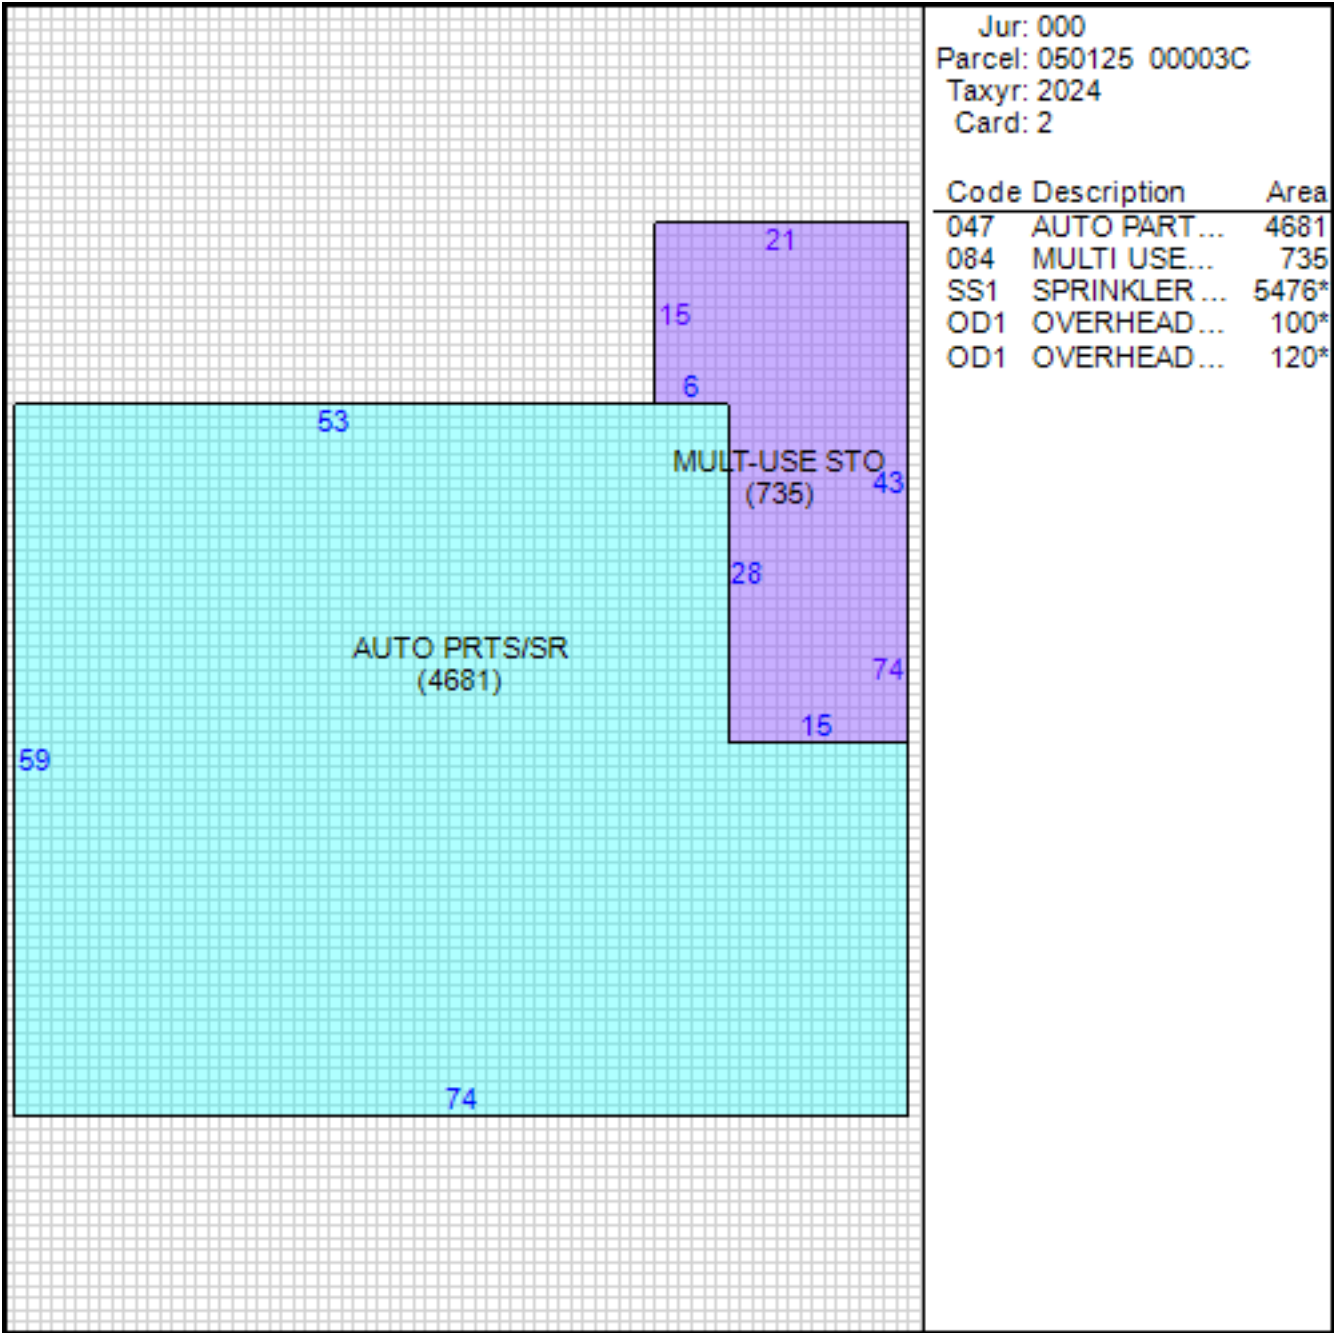 Jur: 000
Parcel: 050125 00003C
Taxyr: 2024
Card: 2
Code Description Area
047 AUTO PART... 4681
084 MULTI USE... 735
SS1 SPRINKLER... 5476*
OD1 OVERHEAD... 100*
OD1 OVERHEAD... 120*
21
15
6
53
MULT-USE STO
43
(735)
28
AUTO PRTS/SR
74
(4681)
15
59
74